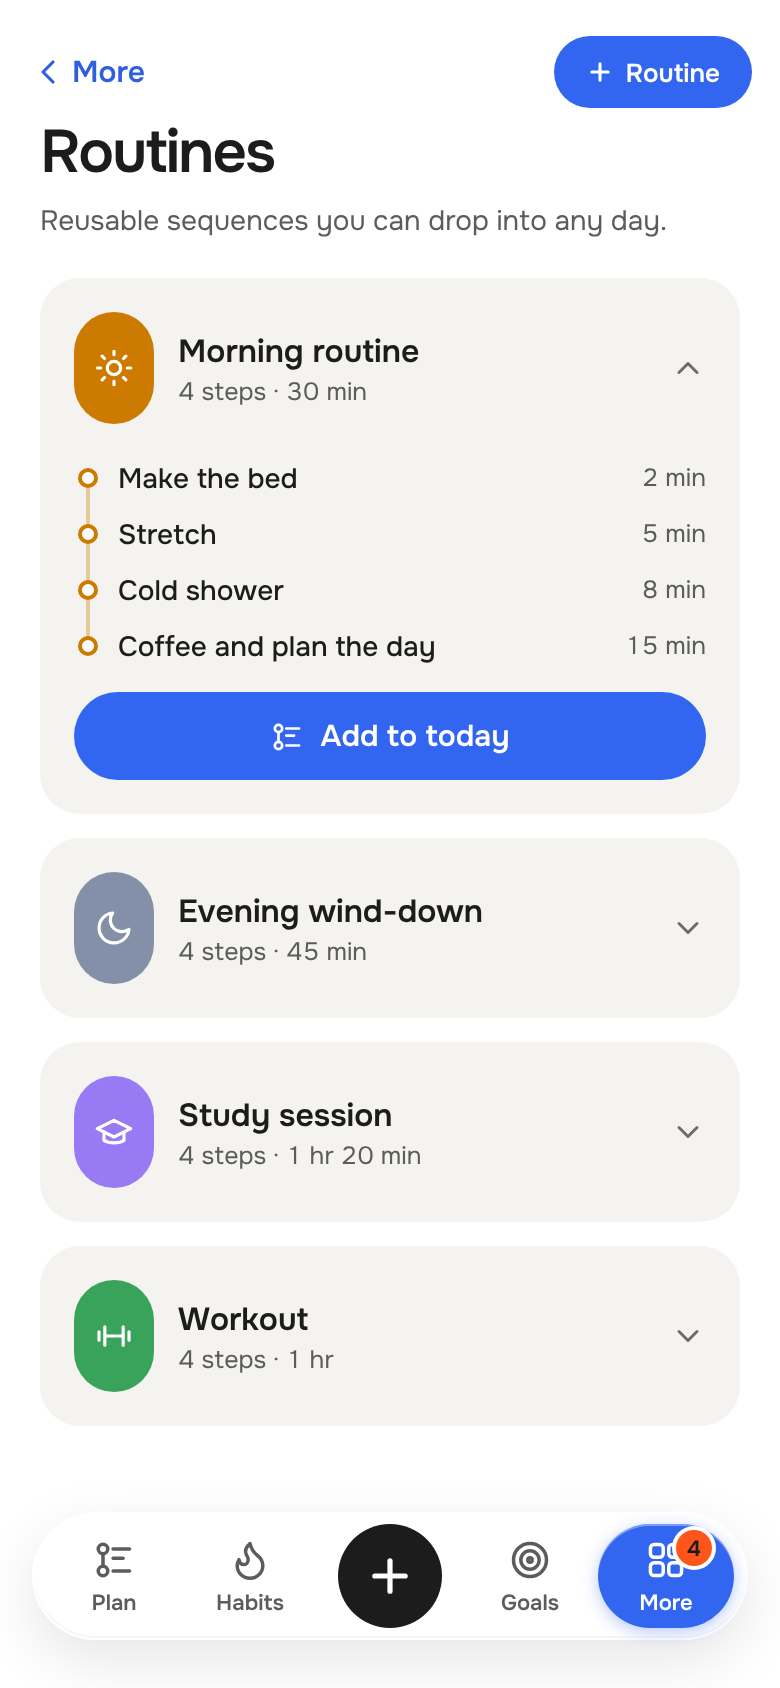 More
Routine
Routines
Reusable sequences you can drop into any day.
Morning routine
4 steps · 30 min
Make the bed
2 min
Stretch
5 min
Cold shower
8 min
Coffee and plan the day
15 min
Add to today
Evening wind-down
4 steps · 45 min
Study session
4 steps · 1 hr 20 min
Workout
4 steps · 1 hr
Plan
Habits
Goals
4
More